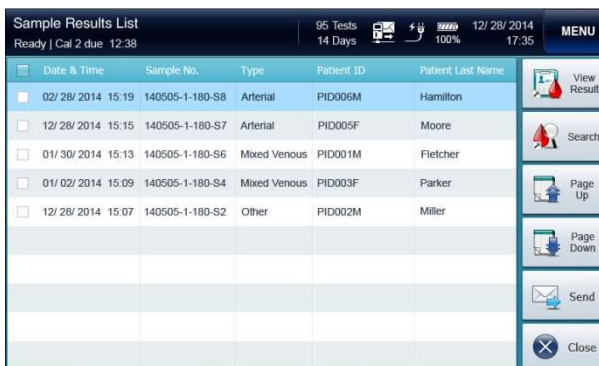 Sample Results List
Ready | Cal 2 due 12:38
95 Tests
14 Days
100%
12/ 28/ 2014
17:35
MENU
Date & Time Sample No. Type Patient ID Patient Last Name
02/ 28/ 2014 15:19 140505-1-180-S8 Arterial PID006M Hamilton
12/ 28/ 2014 15:15 140505-1-180-S7 Arterial PID005F Moore
01/ 30/ 2014 15:13 140505-1-180-S6 Mixed Venous PID001M Fletcher
01/ 02/ 2014 15:09 140505-1-180-S4 Mixed Venous PID003F Parker
12/ 28/ 2014 15:07 140505-1-180-S2 Other PID002M Miller
View
Result
Search
Page
Up
Page
Down
Send
Close